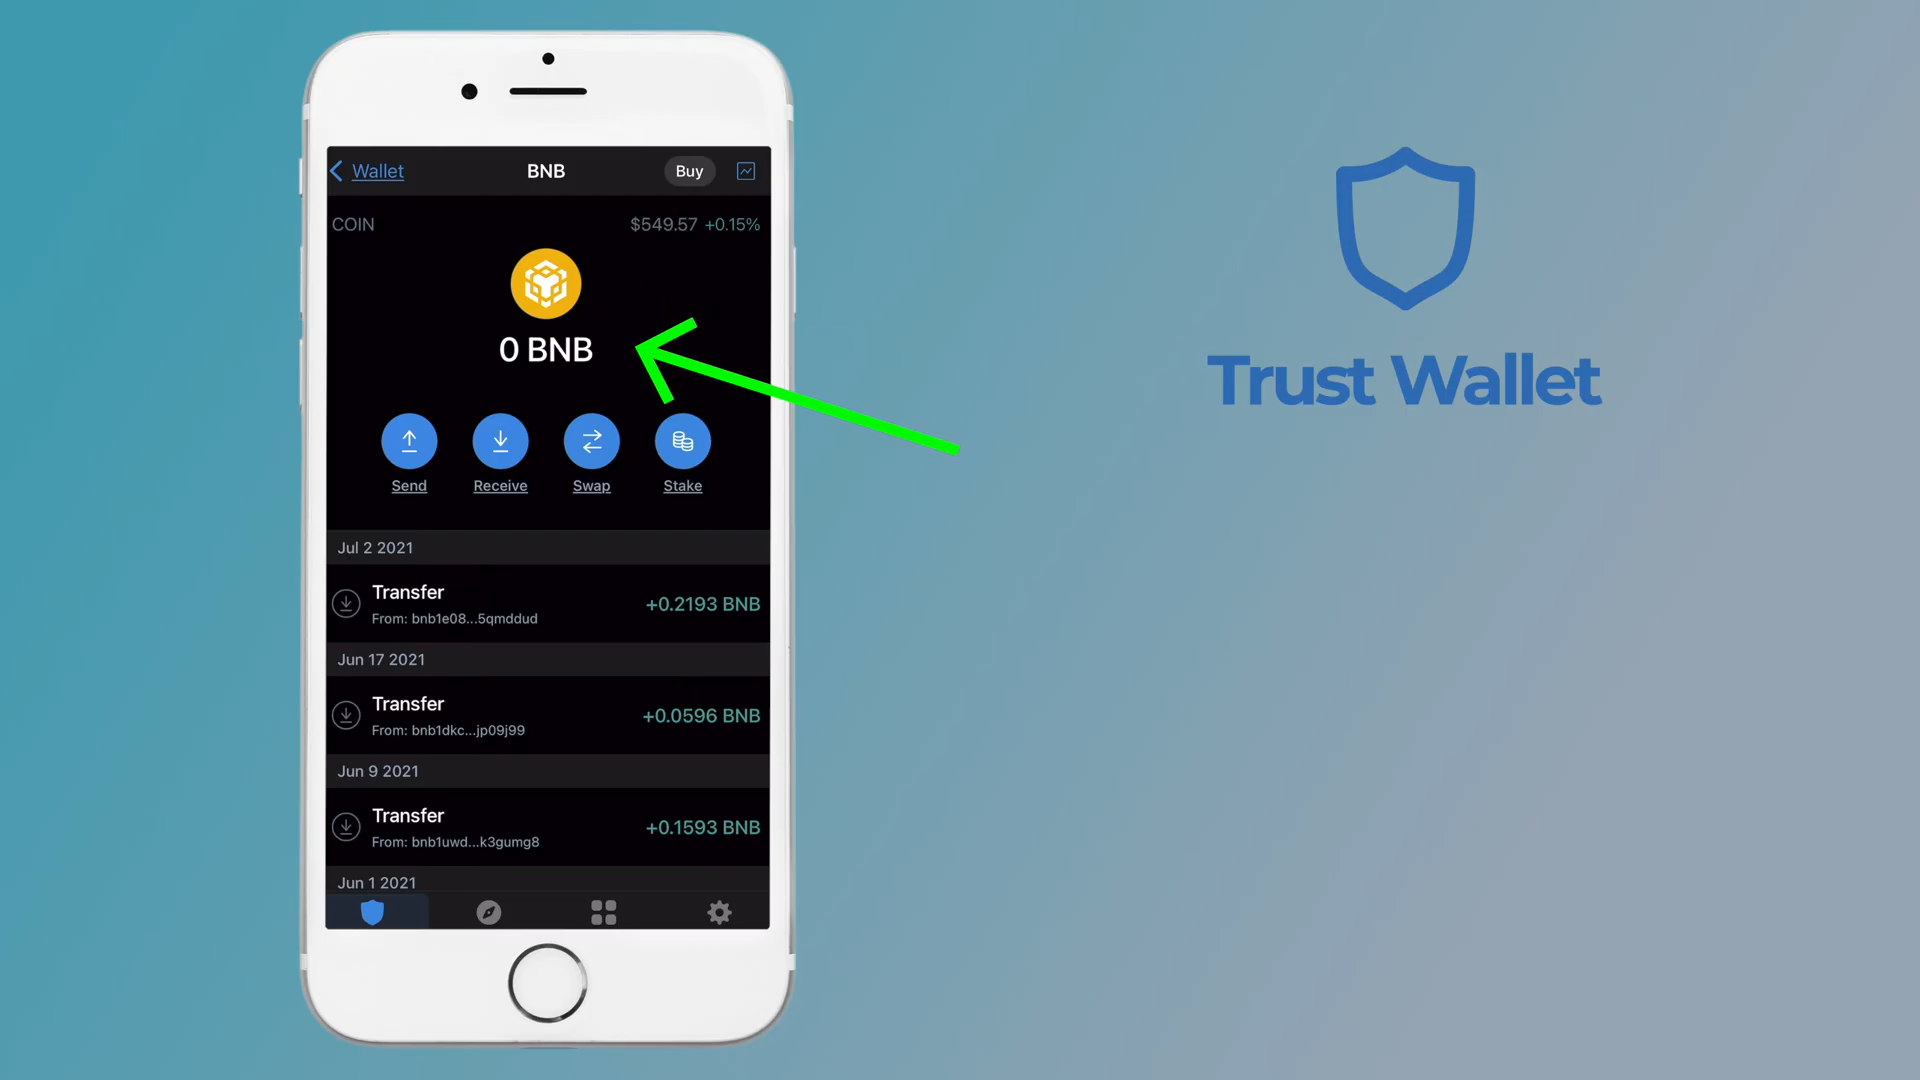 Wallet
BNB
Buy
COIN
$549.57 +0.15%
0 BNB
Send
Receive
Swap
Stake
Jul 2 2021
Transfer
+0.2193 BNB
From: bnb1e08...5qmddud
Jun 17 2021
Transfer
+0.0596 BNB
From: bnb1dkc...jp09j99
Jun 9 2021
Transfer
+0.1593 BNB
From: bnb1uwd...k3gumg8
Jun 1 2021
Trust Wallet